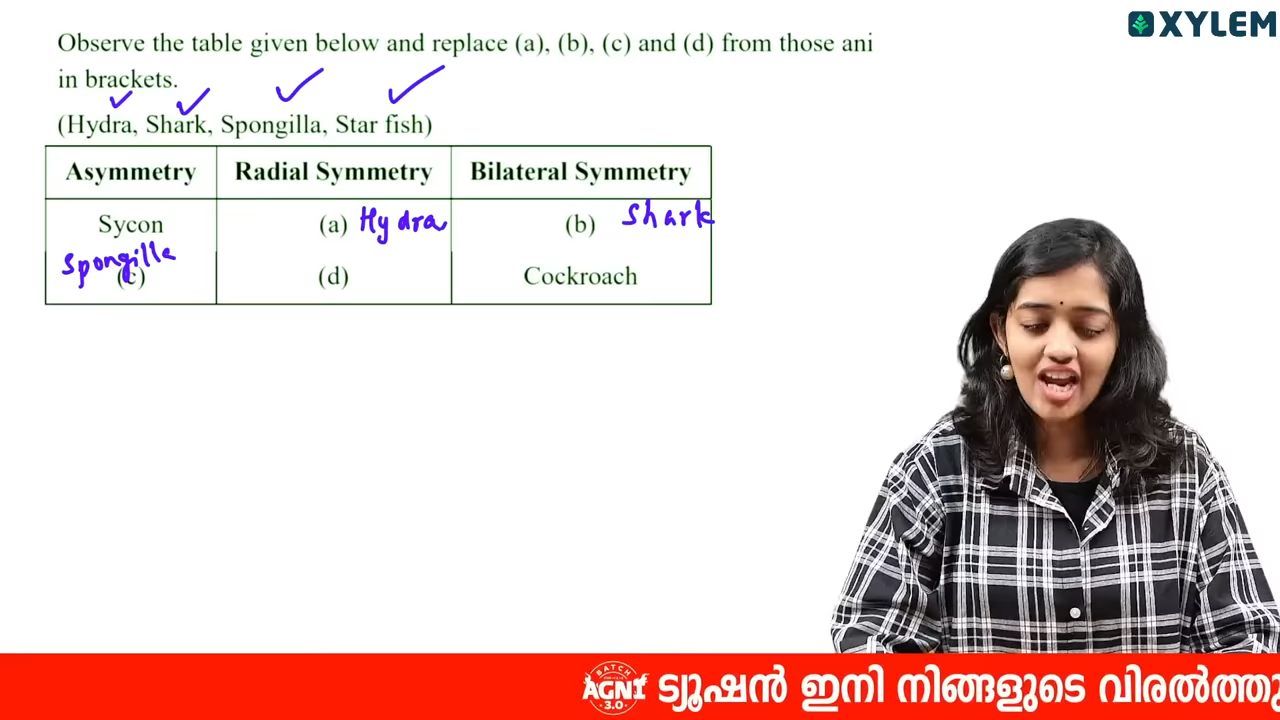 XYLEM
Observe the table given below and replace (a), (b), (c) and (d) from those ani
in brackets.
(Hydra, Shark, Spongilla, Star fish)
Asymmetry Radial Symmetry Bilateral Symmetry
Sycon (a) Hydra (b) Shark
Spongilla
(c) (d) Cockroach
BATCH
AGNI
3.0
ട്യൂഷൻ ഇനി നിങ്ങളുടെ വിരൽത്തു